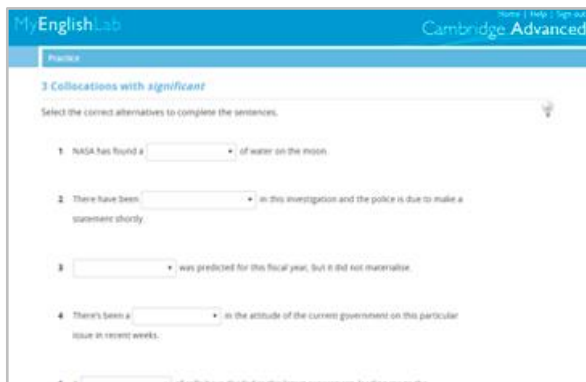 MyEnglishLab
Home | Help | Sign out
Cambridge Advanced
Practice
3 Collocations with significant
Select the correct alternatives to complete the sentences.
1 NASA has found a of water on the moon.
2 There have been in this investigation and the police is due to make a
statement shortly.
3 was predicted for this fiscal year, but it did not materialise.
4 There's been a in the attitude of the current government on this particular
issue in recent weeks.